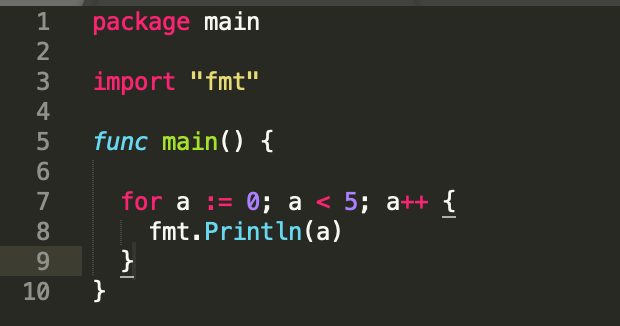 1 package main
2
3 import "fmt"
4
5 func main() {
6
7 for a := 0; a < 5; a++ {
8 fmt.Println(a)
9 }
10 }